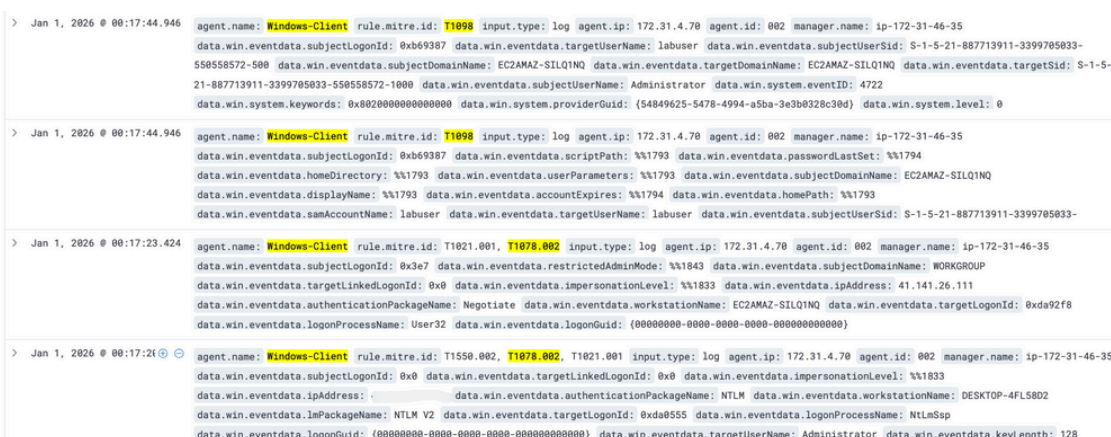 Jan 1, 2026 @ 00:17:44.946 agent.name: Windows-Client rule.mitre.id: T1098 input.type: log agent.ip: 172.31.4.70 agent.id: 002 manager.name: ip-172-31-46-35
data.win.eventdata.subjectLogonId: 0xb69387 data.win.eventdata.targetUserName: labuser data.win.eventdata.subjectUserSid: S-1-5-21-887713911-3399705033-
550558572-500 data.win.eventdata.subjectDomainName: EC2AMAZ-SILQ1NQ data.win.eventdata.targetDomainName: EC2AMAZ-SILQ1NQ data.win.eventdata.targetSid: S-1-5-
21-887713911-3399705033-550558572-1000 data.win.eventdata.subjectUserName: Administrator data.win.system.eventID: 4722
data.win.system.keywords: 0x8020000000000000 data.win.system.providerGuid: {54849625-5478-4994-a5ba-3e3b0328c30d} data.win.system.level: 0
Jan 1, 2026 @ 00:17:44.946 agent.name: Windows-Client rule.mitre.id: T1098 input.type: log agent.ip: 172.31.4.70 agent.id: 002 manager.name: ip-172-31-46-35
data.win.eventdata.subjectLogonId: 0xb69387 data.win.eventdata.scriptPath: %%1793 data.win.eventdata.passwordLastSet: %%1794
data.win.eventdata.homeDirectory: %%1793 data.win.eventdata.userParameters: %%1793 data.win.eventdata.subjectDomainName: EC2AMAZ-SILQ1NQ
data.win.eventdata.displayName: %%1793 data.win.eventdata.accountExpires: %%1794 data.win.eventdata.homePath: %%1793
data.win.eventdata.samAccountName: labuser data.win.eventdata.targetUserName: labuser data.win.eventdata.subjectUserSid: S-1-5-21-887713911-3399705033-
Jan 1, 2026 @ 00:17:23.424 agent.name: Windows-Client rule.mitre.id: T1021.001, T1078.002 input.type: log agent.ip: 172.31.4.70 agent.id: 002 manager.name: ip-172-31-46-35
data.win.eventdata.subjectLogonId: 0x3e7 data.win.eventdata.restrictedAdminMode: %%1843 data.win.eventdata.subjectDomainName: WORKGROUP
data.win.eventdata.targetLinkedLogonId: 0x0 data.win.eventdata.impersonationLevel: %%1833 data.win.eventdata.ipAddress: 41.141.26.111
data.win.eventdata.authenticationPackageName: Negotiate data.win.eventdata.workstationName: EC2AMAZ-SILQ1NQ data.win.eventdata.targetLogonId: 0xda92f8
data.win.eventdata.logonProcessName: User32 data.win.eventdata.logonGuid: {00000000-0000-0000-0000-000000000000}
Jan 1, 2026 @ 00:17:2 agent.name: Windows-Client rule.mitre.id: T1550.002, T1078.002, T1021.001 input.type: log agent.ip: 172.31.4.70 agent.id: 002 manager.name: ip-172-31-46-35
data.win.eventdata.subjectLogonId: 0x0 data.win.eventdata.targetLinkedLogonId: 0x0 data.win.eventdata.impersonationLevel: %%1833
data.win.eventdata.ipAddress: data.win.eventdata.authenticationPackageName: NTLM data.win.eventdata.workstationName: DESKTOP-4FL58D2
data.win.eventdata.lmPackageName: NTLM V2 data.win.eventdata.targetLogonId: 0xda0555 data.win.eventdata.logonProcessName: NtLmSsp
data.win.eventdata.logonGuid: {00000000-0000-0000-0000-000000000000} data.win.eventdata.targetUserName: Administrator data.win.eventdata.keyLength: 128